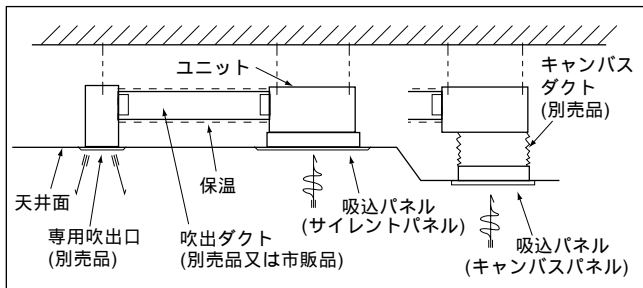 ユニット
キャンバス
ダクト
(別売品)
天井面
保温
専用吹出口
(別売品)
吹出ダクト
(別売品又は市販品)
吸込パネル
(サイレントパネル)
吸込パネル
(キャンバスパネル)